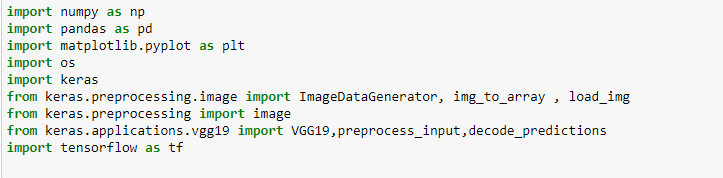 import numpy as np
import pandas as pd
import matplotlib.pyplot as plt
import os
import keras
from keras.preprocessing.image import ImageDataGenerator, img_to_array , load_img
from keras.preprocessing import image
from keras.applications.vgg19 import VGG19,preprocess_input,decode_predictions
import tensorflow as tf